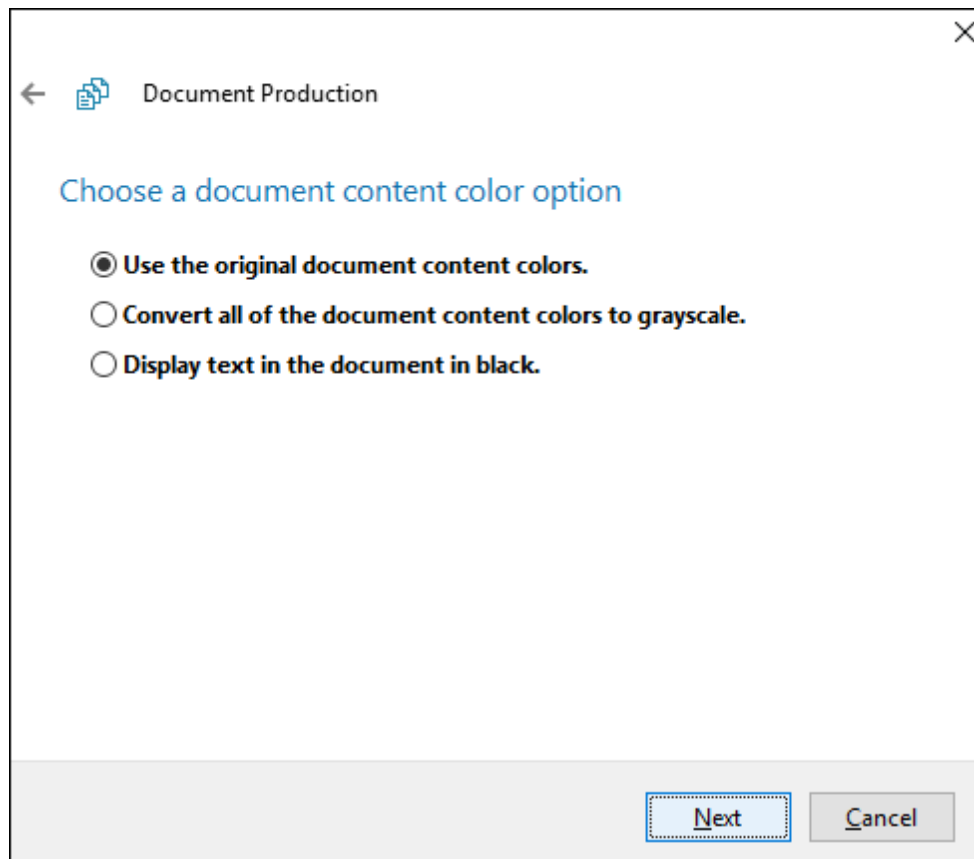 Document Production
Choose a document content color option
Use the original document content colors.
Convert all of the document content colors to grayscale.
Display text in the document in black.
Next
Cancel